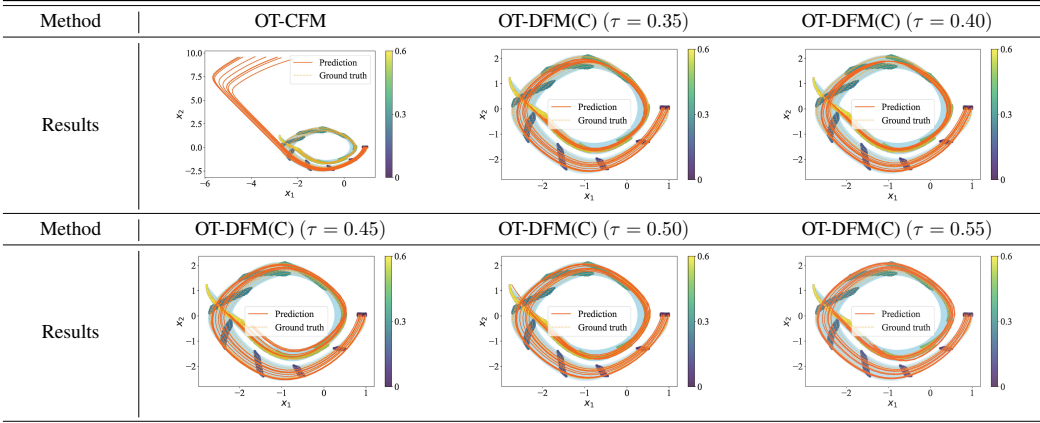 Method OT-CFM OT-DFM(C) (τ = 0.35) OT-DFM(C) (τ = 0.40)
Results
10.0
7.5
5.0
2.5
0.0
−2.5
x₂
−6 −4 −2 0
x₁
Prediction
Ground truth
0.6
0.3
0
2
1
0
−1
−2
x₂
−2 −1 0 1
x₁
Prediction
Ground truth
0.6
0.3
0
2
1
0
−1
−2
x₂
−2 −1 0 1
x₁
Prediction
Ground truth
0.6
0.3
0
Method OT-DFM(C) (τ = 0.45) OT-DFM(C) (τ = 0.50) OT-DFM(C) (τ = 0.55)
Results
2
1
0
−1
−2
x₂
−2 −1 0 1
x₁
Prediction
Ground truth
0.6
0.3
0
2
1
0
−1
−2
x₂
−2 −1 0 1
x₁
Prediction
Ground truth
0.6
0.3
0
2
1
0
−1
−2
x₂
−2 −1 0 1
x₁
Prediction
Ground truth
0.6
0.3
0